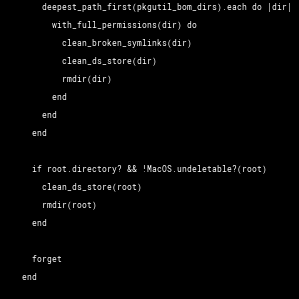 deepest_path_first(pkgutil_bom_dirs).each do |dir|
with_full_permissions(dir) do
clean_broken_symlinks(dir)
clean_ds_store(dir)
rmdir(dir)
end
end
end
if root.directory? && !MacOS.undeletable?(root)
clean_ds_store(root)
rmdir(root)
end
forget
end